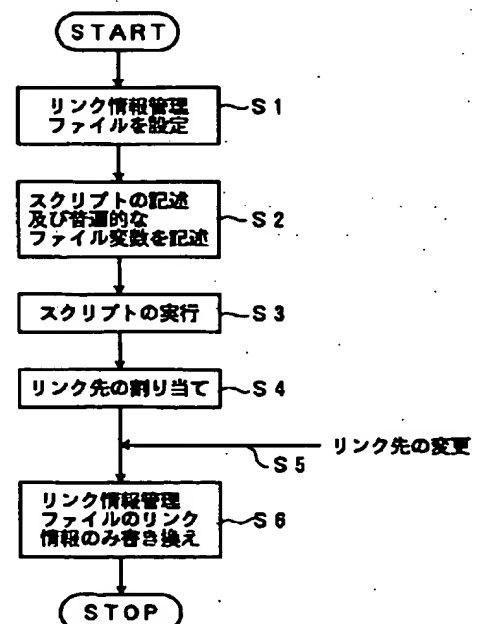 START
リンク情報管理
ファイルを設定
S1
スクリプトの記述
及び普遍的な
ファイル変数を記述
S2
スクリプトの実行
S3
リンク先の割り当て
S4
リンク先の変更
S5
リンク情報管理
ファイルのリンク
情報のみ書き換え
S6
STOP